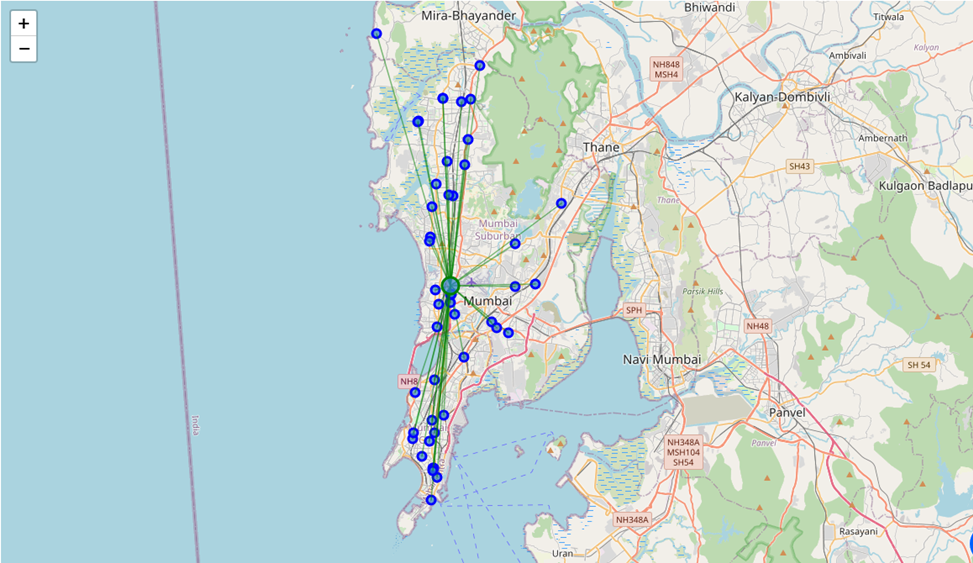 +
−
Mira-Bhayander
Bhiwandi
Titwala
Kalyan
Ambivali
NH848
MSH4
Kalyan-Dombivli
Ambernath
Thane
SH43
Kulgaon Badlapu
Thane
Mumbai
Suburban
Parsik Hills
Mumbai
SPH
NH48
Navi Mumbai
SH 54
NH8
Panvel
India
Panvel
NH348A
MSH104
SH54
NH348A
Rasayani
Uran